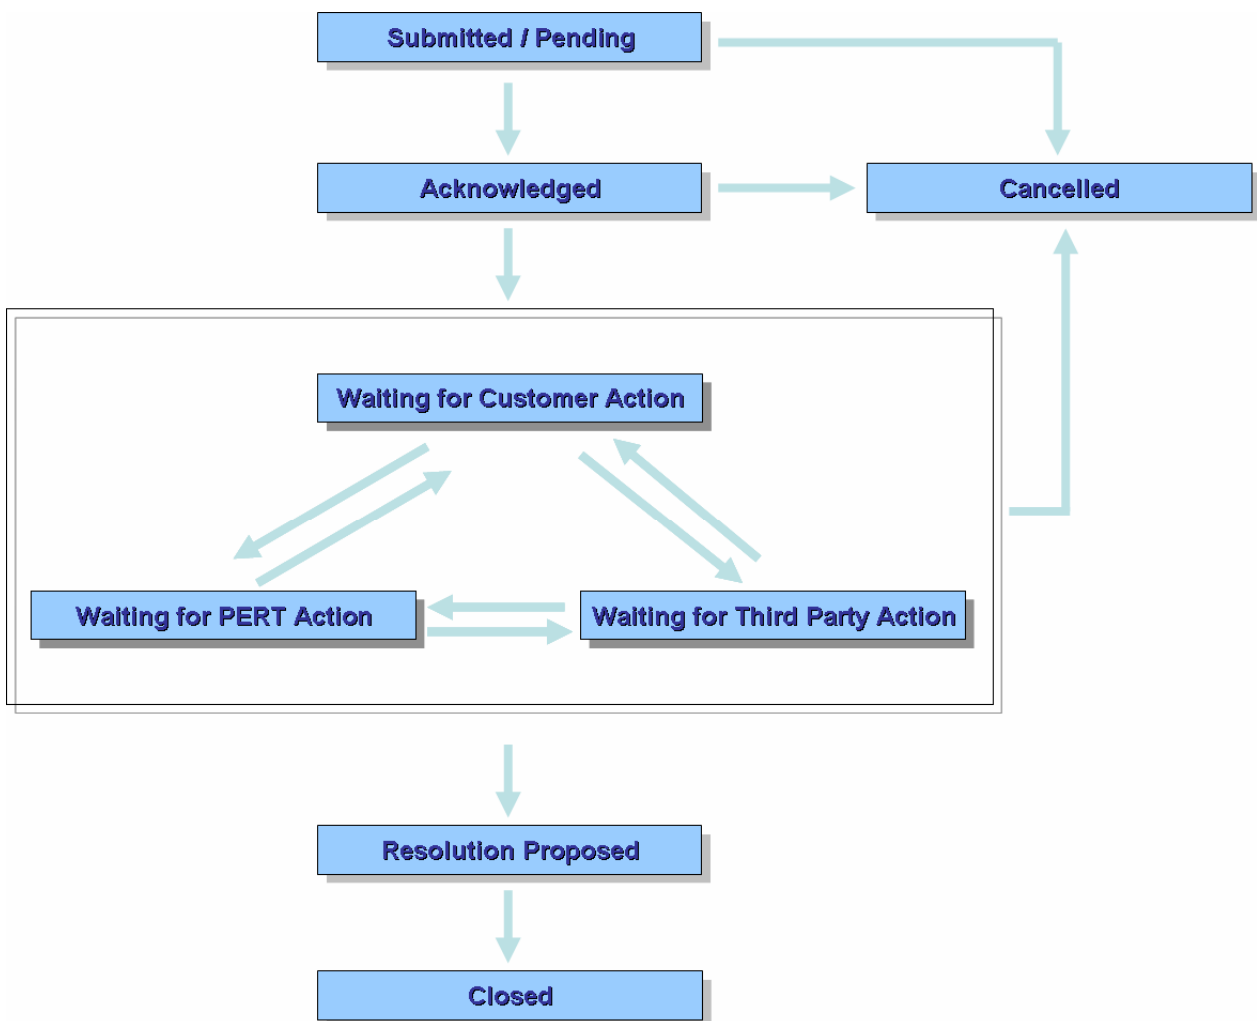 Submitted / Pending
Acknowledged
Cancelled
Waiting for Customer Action
Waiting for PERT Action
Waiting for Third Party Action
Resolution Proposed
Closed